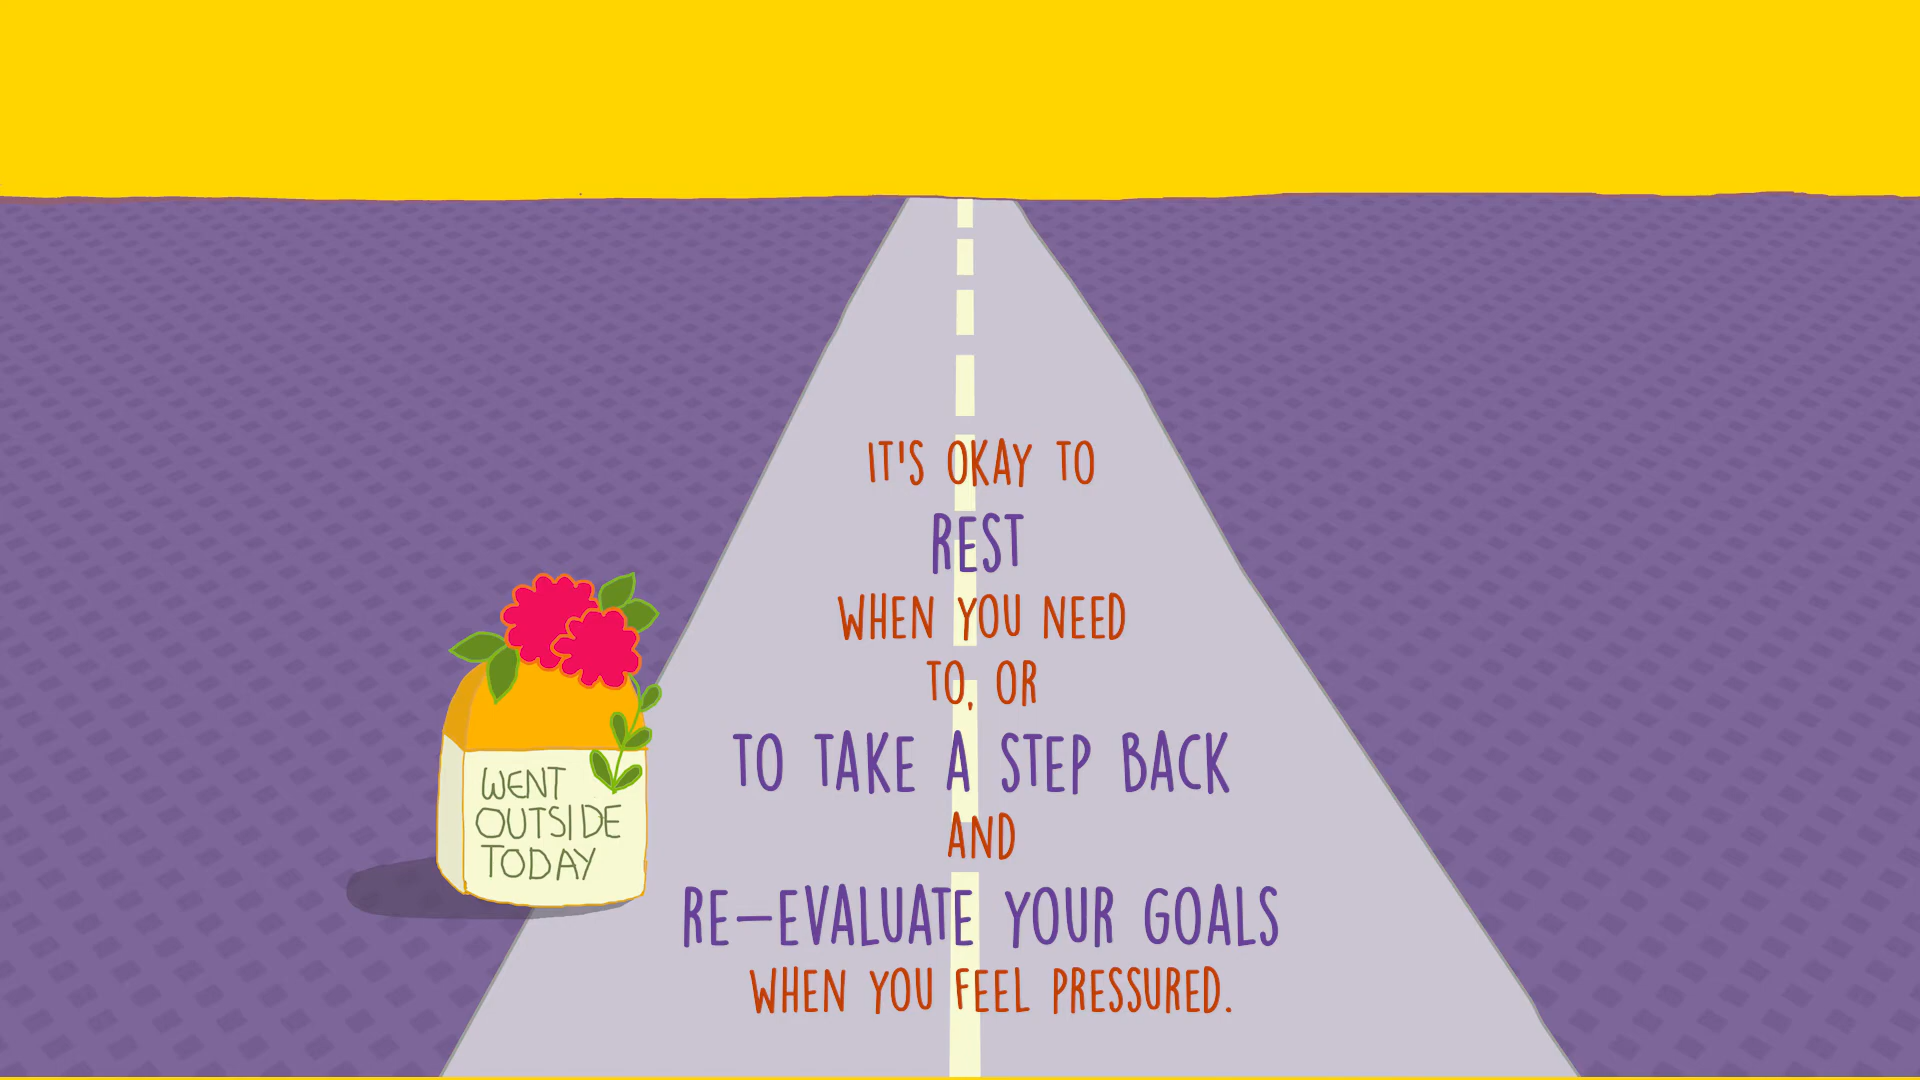 IT'S OKAY TO
REST
WHEN YOU NEED
TO, OR
TO TAKE A STEP BACK
AND
RE-EVALUATE YOUR GOALS
WHEN YOU FEEL PRESSURED.
WENT
OUTSIDE
TODAY